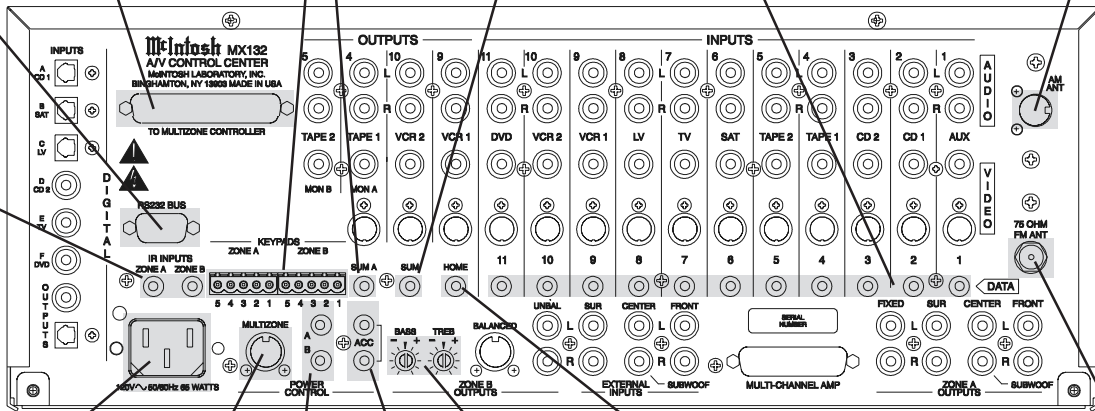 OUTPUTS
INPUTS
INPUTS
McIntosh MX132
A/V CONTROL CENTER
McINTOSH LABORATORY, INC.
BINGHAMTON, NY 13903 MADE IN USA
TO MULTIZONE CONTROLLER
A
CD 1
B
SAT
C
LV
D
CD 2
E
TV
F
DVD
OUTPUTS
DIGITAL
5 4 10 9 11 10 9 8 7 6 5 4 3 2 1
L L L L L L
R R R R R R
TAPE 2 TAPE 1 VCR 2 VCR 1 DVD VCR 2 VCR 1 LV TV SAT TAPE 2 TAPE 1 CD 2 CD 1 AUX
MON B MON A
AUDIO
VIDEO
AM
ANT
75 OHM
FM ANT
RS232 BUS
KEYPADS
ZONE A ZONE B
IR INPUTS
ZONE A ZONE B
5 4 3 2 1 5 4 3 2 1
SUM A SUM HOME
11 10 9 8 7 6 5 4 3 2 1
DATA
120V~ 50/60Hz 65 WATTS
MULTIZONE
A
B
POWER
CONTROL
ACC
BASS TREB
- + - +
BALANCED
ZONE B
OUTPUTS
UNBAL SUR CENTER FRONT
L L
R R
EXTERNAL
INPUTS
SUBWOOF
SERIAL
NUMBER
MULTI-CHANNEL AMP
FIXED SUR CENTER FRONT
L L
R R
ZONE A
OUTPUTS
SUBWOOF